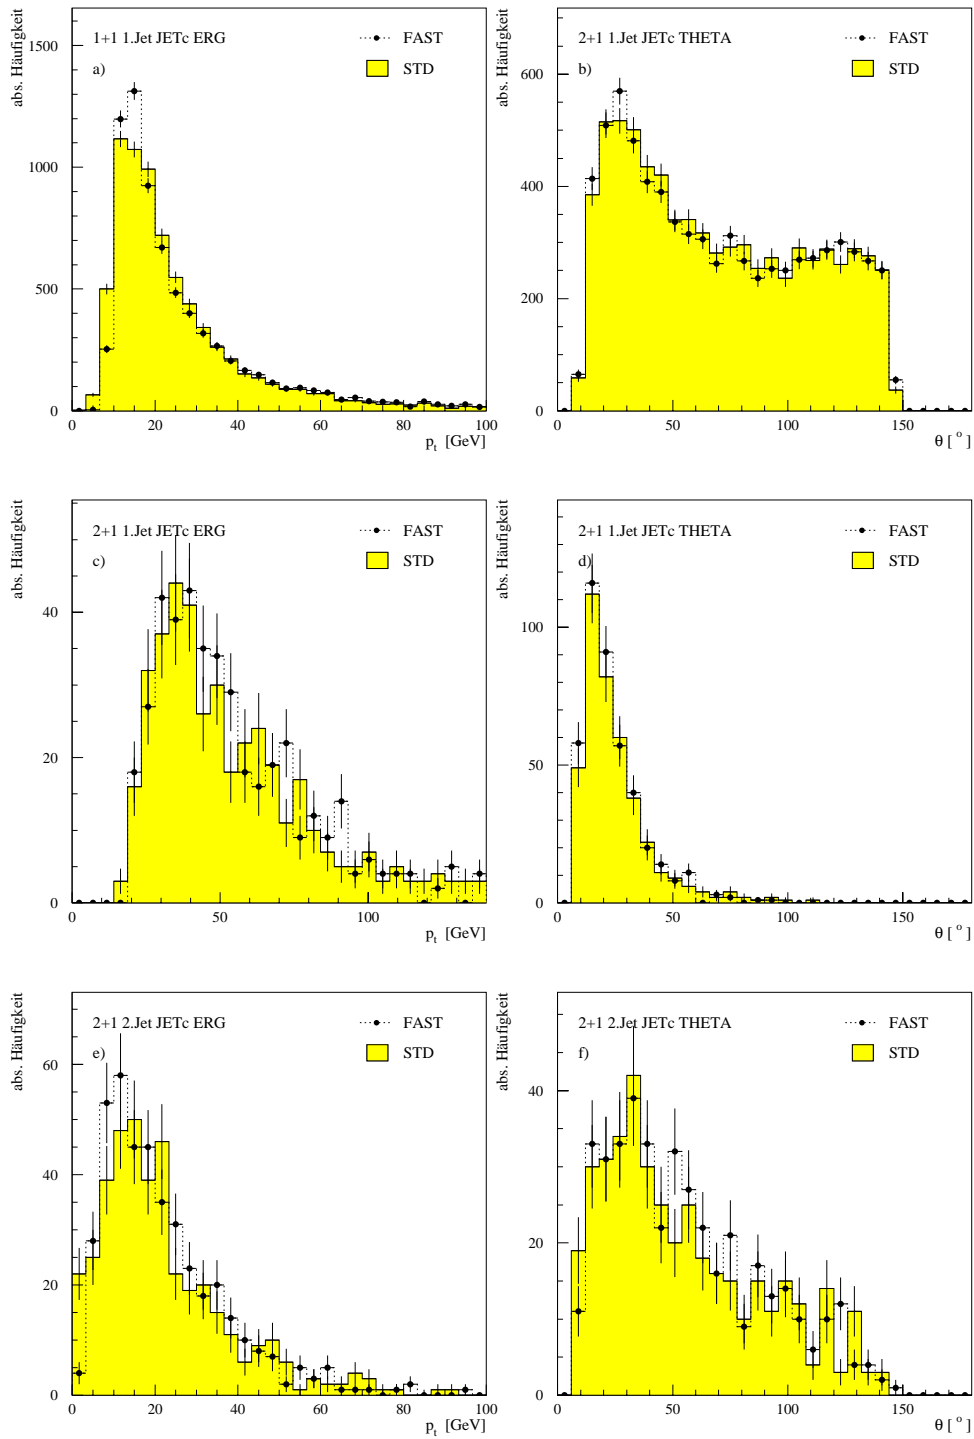 abs. Häufigkeit
1+1 1.Jet JETc ERG
FAST
a)
STD
1500
1000
500
0
0 20 40 60 80 100
p_t [GeV]
abs. Häufigkeit
2+1 1.Jet JETc THETA
FAST
b)
STD
600
400
200
0
0 50 100 150
θ [ ° ]
abs. Häufigkeit
2+1 1.Jet JETc ERG
FAST
c)
STD
40
20
0
0 50 100
p_t [GeV]
abs. Häufigkeit
2+1 1.Jet JETc THETA
FAST
d)
STD
100
50
0
0 50 100 150
θ [ ° ]
abs. Häufigkeit
2+1 2.Jet JETc ERG
FAST
e)
STD
60
40
20
0
0 20 40 60 80 100
p_t [GeV]
abs. Häufigkeit
2+1 2.Jet JETc THETA
FAST
f)
STD
40
20
0
0 50 100 150
θ [ ° ]